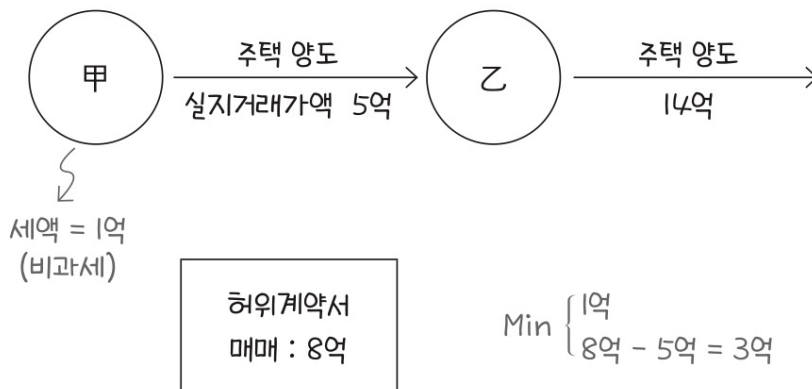 甲
주택 양도
실지거래가액 5억
乙
주택 양도
14억
세액 = 1억
(비과세)
허위계약서
매매 : 8억
Min { 1억
8억 - 5억 = 3억